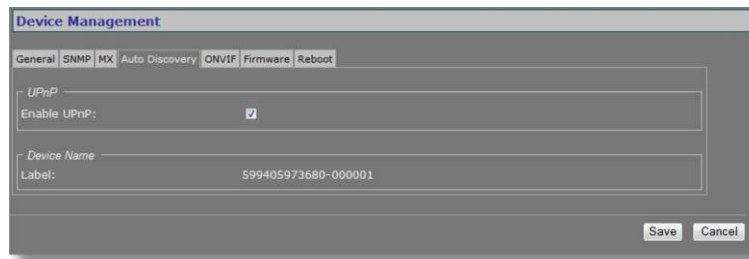 Device Management
General SNMP MX Auto Discovery ONVIF Firmware Reboot
UPnP
Enable UPnP:
Device Name
Label: 599405973680-000001
Save Cancel